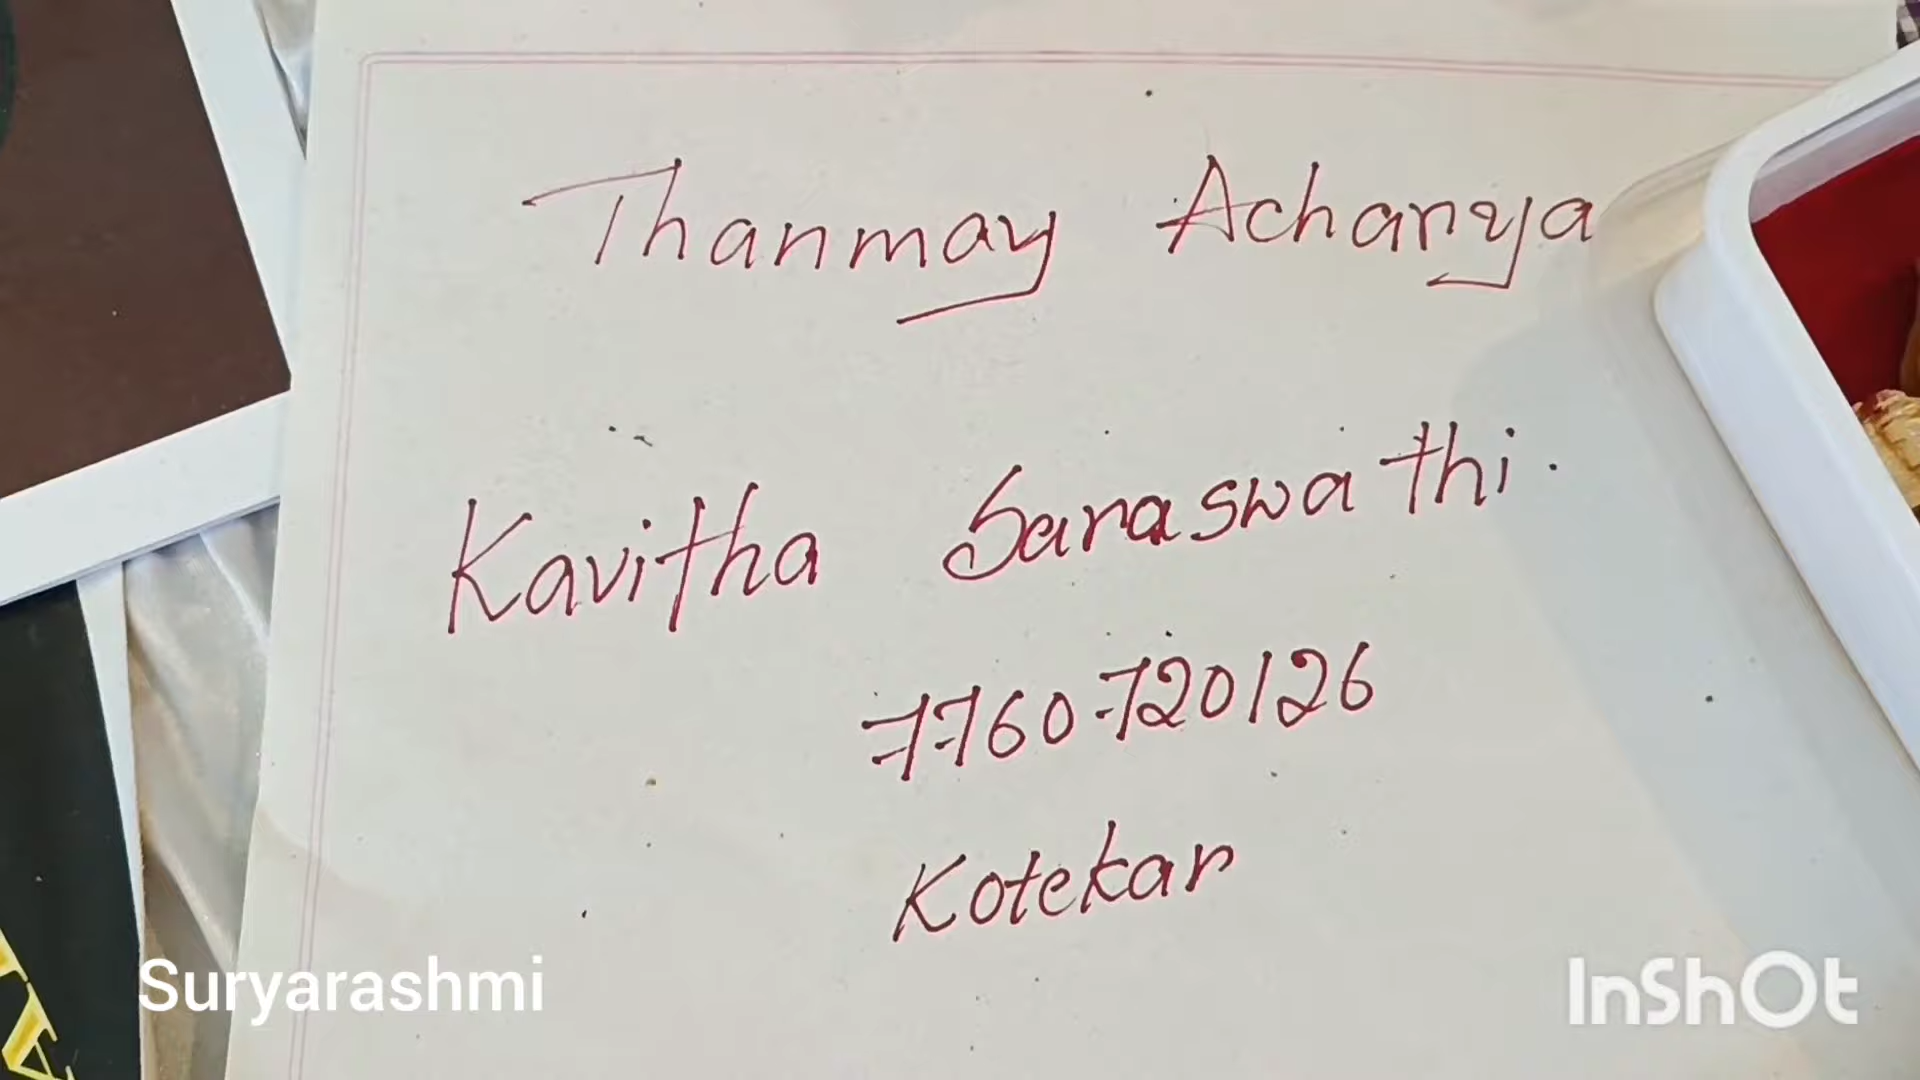 Thanmay Acharya
Kavitha Saraswathi.
7760720126
Kotekar
Suryarashmi
InShOt